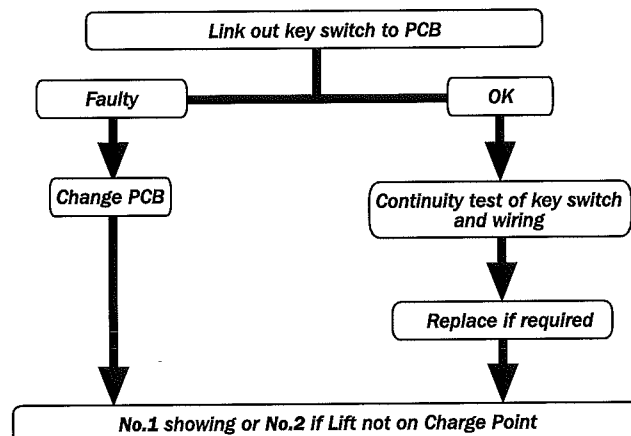 Link out key switch to PCB
Faulty
OK
Change PCB
Continuity test of key switch
and wiring
Replace if required
No.1 showing or No.2 if Lift not on Charge Point